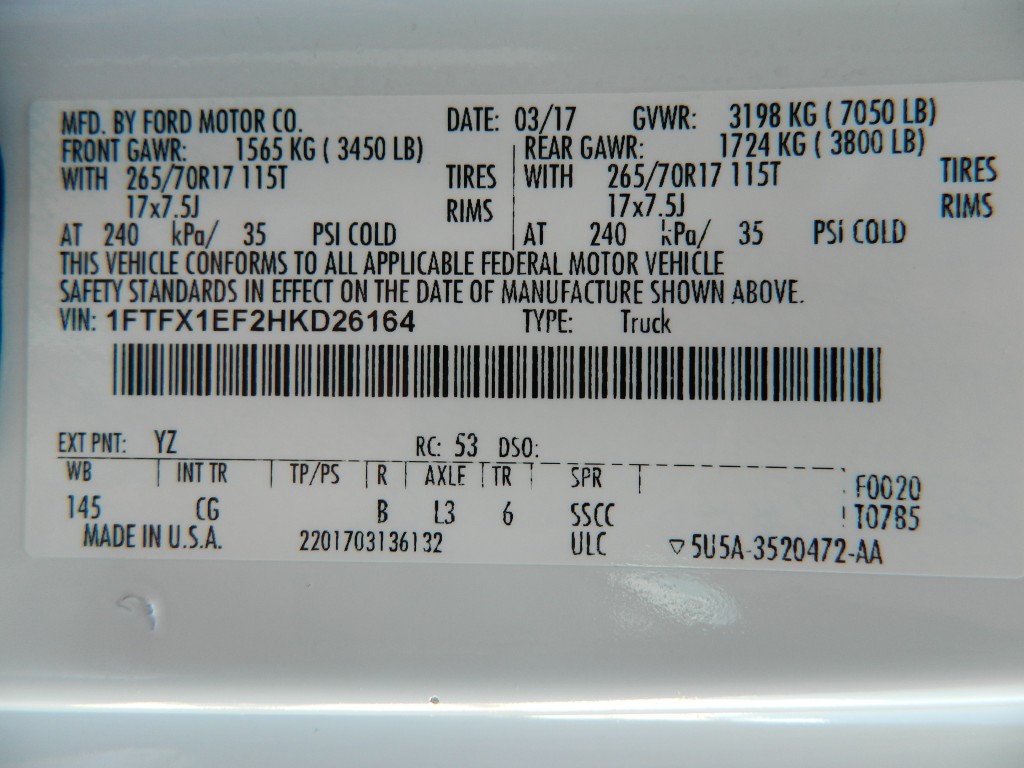 MFD. BY FORD MOTOR CO. DATE: 03/17 GVWR: 3198 KG ( 7050 LB)
FRONT GAWR: 1565 KG ( 3450 LB) REAR GAWR: 1724 KG ( 3800 LB)
WITH 265/70R17 115T TIRES WITH 265/70R17 115T TIRES
17x7.5J RIMS 17x7.5J RIMS
AT 240 kPa/ 35 PSI COLD AT 240 kPa/ 35 PSI COLD
THIS VEHICLE CONFORMS TO ALL APPLICABLE FEDERAL MOTOR VEHICLE
SAFETY STANDARDS IN EFFECT ON THE DATE OF MANUFACTURE SHOWN ABOVE.
VIN: 1FTFX1EF2HKD26164 TYPE: Truck
EXT PNT: YZ RC: 53 DSO:
WB INT TR TP/PS R AXLE TR SPR F0020
145 CG B L3 6 SSCC T0785
MADE IN U.S.A. 2201703136132 ULC ▽5U5A-3520472-AA